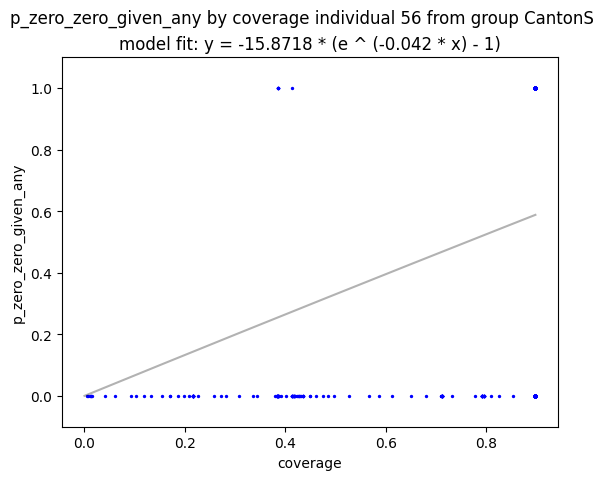 p_zero_zero_given_any by coverage individual 56 from group CantonS
model fit: y = -15.8718 * (e ^ (-0.042 * x) - 1)
1.0
0.8
0.6
0.4
0.2
0.0
p_zero_zero_given_any
0.0 0.2 0.4 0.6 0.8
coverage